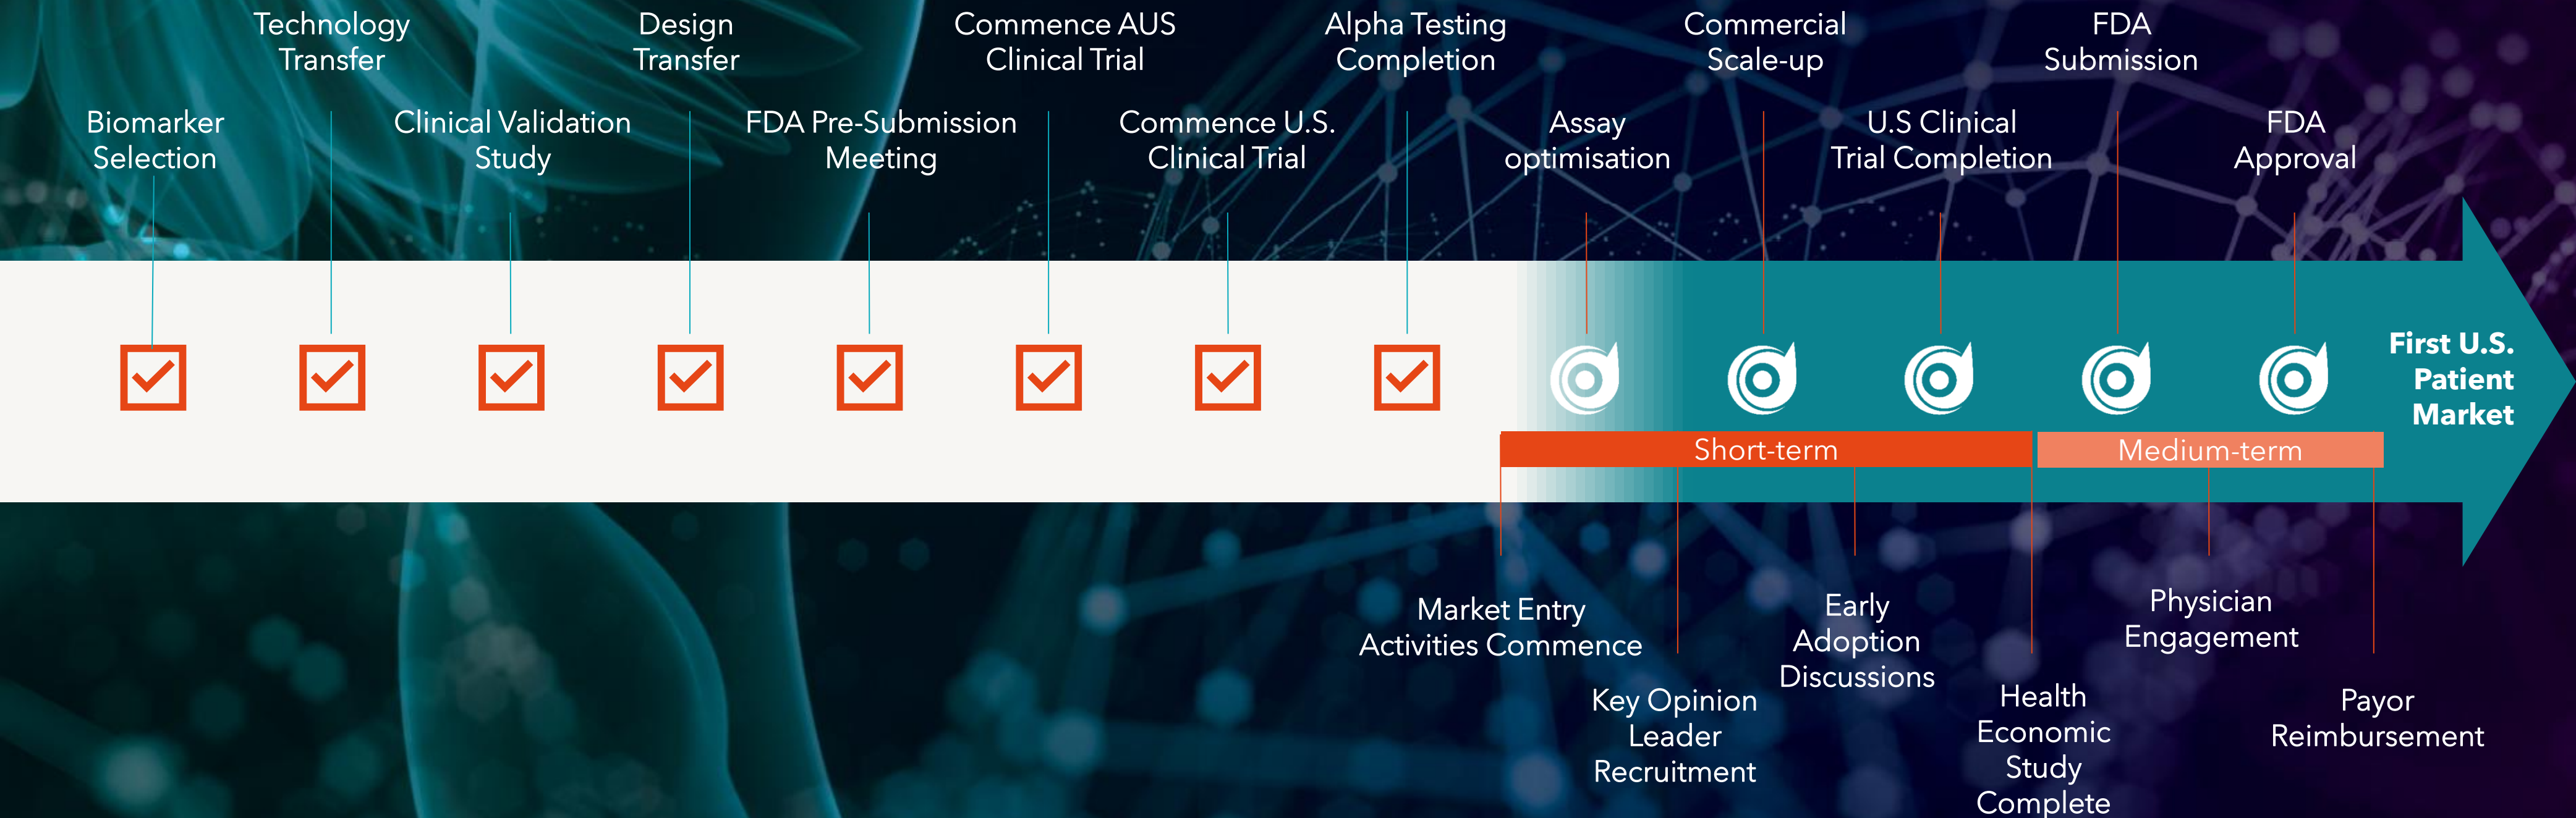 Technology
Transfer
Design
Transfer
Commence AUS
Clinical Trial
Alpha Testing
Completion
Commercial
Scale-up
FDA
Submission
Biomarker
Selection
Clinical Validation
Study
FDA Pre-Submission
Meeting
Commence U.S.
Clinical Trial
Assay
optimisation
U.S Clinical
Trial Completion
FDA
Approval
First U.S.
Patient
Market
Short-term
Medium-term
Market Entry
Activities Commence
Key Opinion
Leader
Recruitment
Early
Adoption
Discussions
Health
Economic
Study
Complete
Physician
Engagement
Payor
Reimbursement